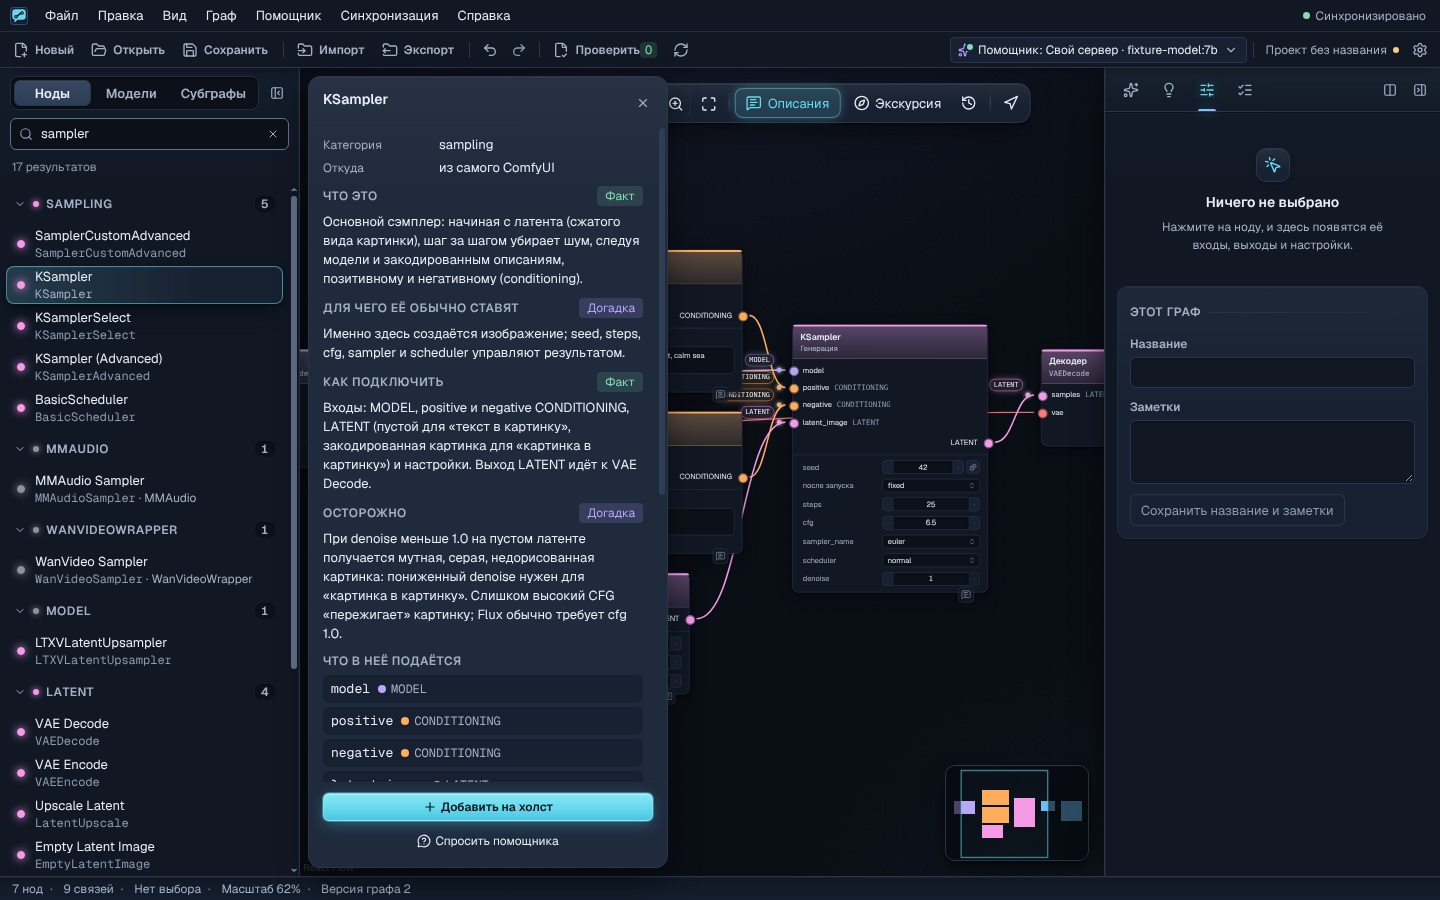 Файл Правка Вид Граф Помощник Синхронизация Справка Синхронизировано
Новый Открыть Сохранить Импорт Экспорт Проверить 0 Помощник: Свой сервер · fixture-model:7b Проект без названия
Ноды Модели Субграфы
sampler
17 результатов
SAMPLING 5
SamplerCustomAdvanced
SamplerCustomAdvanced
KSampler
KSampler
KSamplerSelect
KSamplerSelect
KSampler (Advanced)
KSamplerAdvanced
BasicScheduler
BasicScheduler
MMAUDIO 1
MMAudio Sampler
MMAudioSampler · MMAudio
WANVIDEOWRAPPER 1
WanVideo Sampler
WanVideoSampler · WanVideoWrapper
MODEL 1
LTXVLatentUpsampler
LTXVLatentUpsampler
LATENT 4
VAE Decode
VAEDecode
VAE Encode
VAEEncode
Upscale Latent
LatentUpscale
Empty Latent Image
EmptyLatentImage
KSampler
Категория sampling
Откуда из самого ComfyUI
ЧТО ЭТО Факт
Основной сэмплер: начиная с латента (сжатого
вида картинки), шаг за шагом убирает шум, следуя
модели и закодированным описаниям,
позитивному и негативному (conditioning).
ДЛЯ ЧЕГО ЕЁ ОБЫЧНО СТАВЯТ Догадка
Именно здесь создаётся изображение; seed, steps,
cfg, sampler и scheduler управляют результатом.
КАК ПОДКЛЮЧИТЬ Факт
Входы: MODEL, positive и negative CONDITIONING,
LATENT (пустой для «текст в картинку»,
закодированная картинка для «картинка в
картинку») и настройки. Выход LATENT идёт к VAE
Decode.
ОСТОРОЖНО Догадка
При denoise меньше 1.0 на пустом латенте
получается мутная, серая, недорисованная
картинка: пониженный denoise нужен для
«картинка в картинку». Слишком высокий CFG
«пережигает» картинку; Flux обычно требует cfg
1.0.
ЧТО В НЕЁ ПОДАЁТСЯ
model MODEL
positive CONDITIONING
negative CONDITIONING
Добавить на холст
Спросить помощника
Описания Экскурсия
CONDITIONING
t, calm sea
CONDITIONING
ENT
MODEL
TIONING
NDITIONING
LATENT
KSampler
Генерация
model
positive CONDITIONING
negative CONDITIONING
latent_image LATENT
LATENT
seed 42
после запуска fixed
steps 25
cfg 6.5
sampler_name euler
scheduler normal
denoise 1
LATENT
Декодер
VAEDecode
samples LATE
vae
Ничего не выбрано
Нажмите на ноду, и здесь появятся её
входы, выходы и настройки.
ЭТОТ ГРАФ
Название
Заметки
Сохранить название и заметки
7 нод · 9 связей · Нет выбора · Масштаб 62% · Версия графа 2